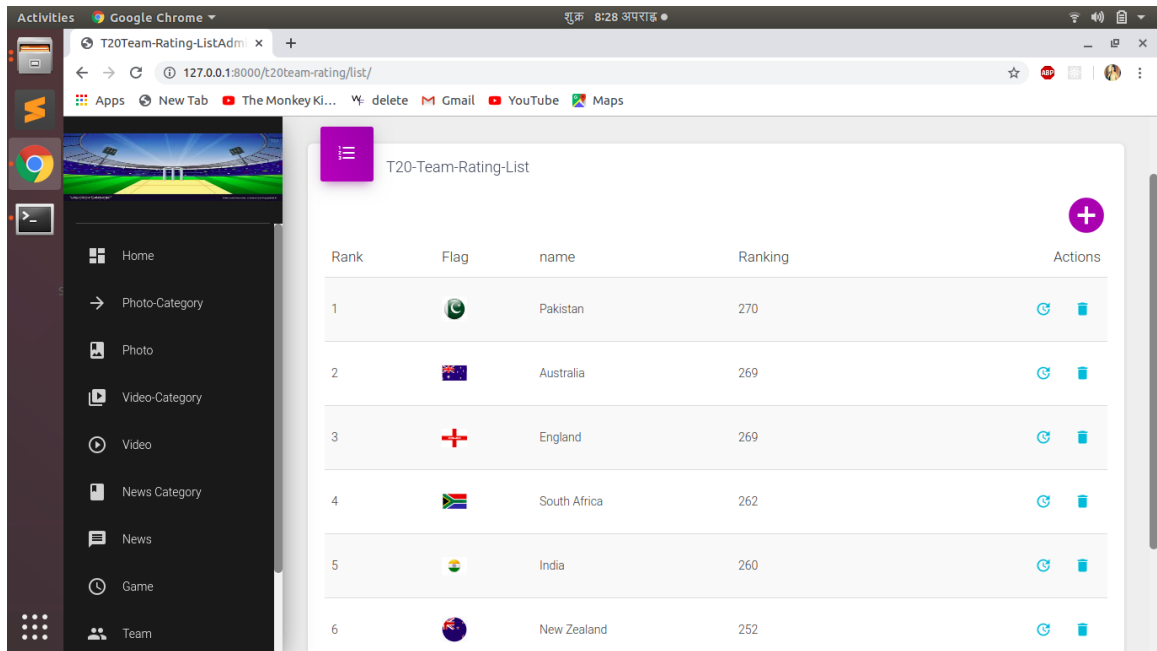 Activities Google Chrome शुक्र 8:28 अपराह्न
T20Team-Rating-ListAdmi
127.0.0.1:8000/t20team-rating/list/
ABP
Apps New Tab The Monkey Ki... delete Gmail YouTube Maps
T20-Team-Rating-List
Home
Photo-Category
Photo
Video-Category
Video
News Category
News
Game
Team
Rank Flag name Ranking Actions
1 Pakistan 270
2 Australia 269
3 England 269
4 South Africa 262
5 India 260
6 New Zealand 252